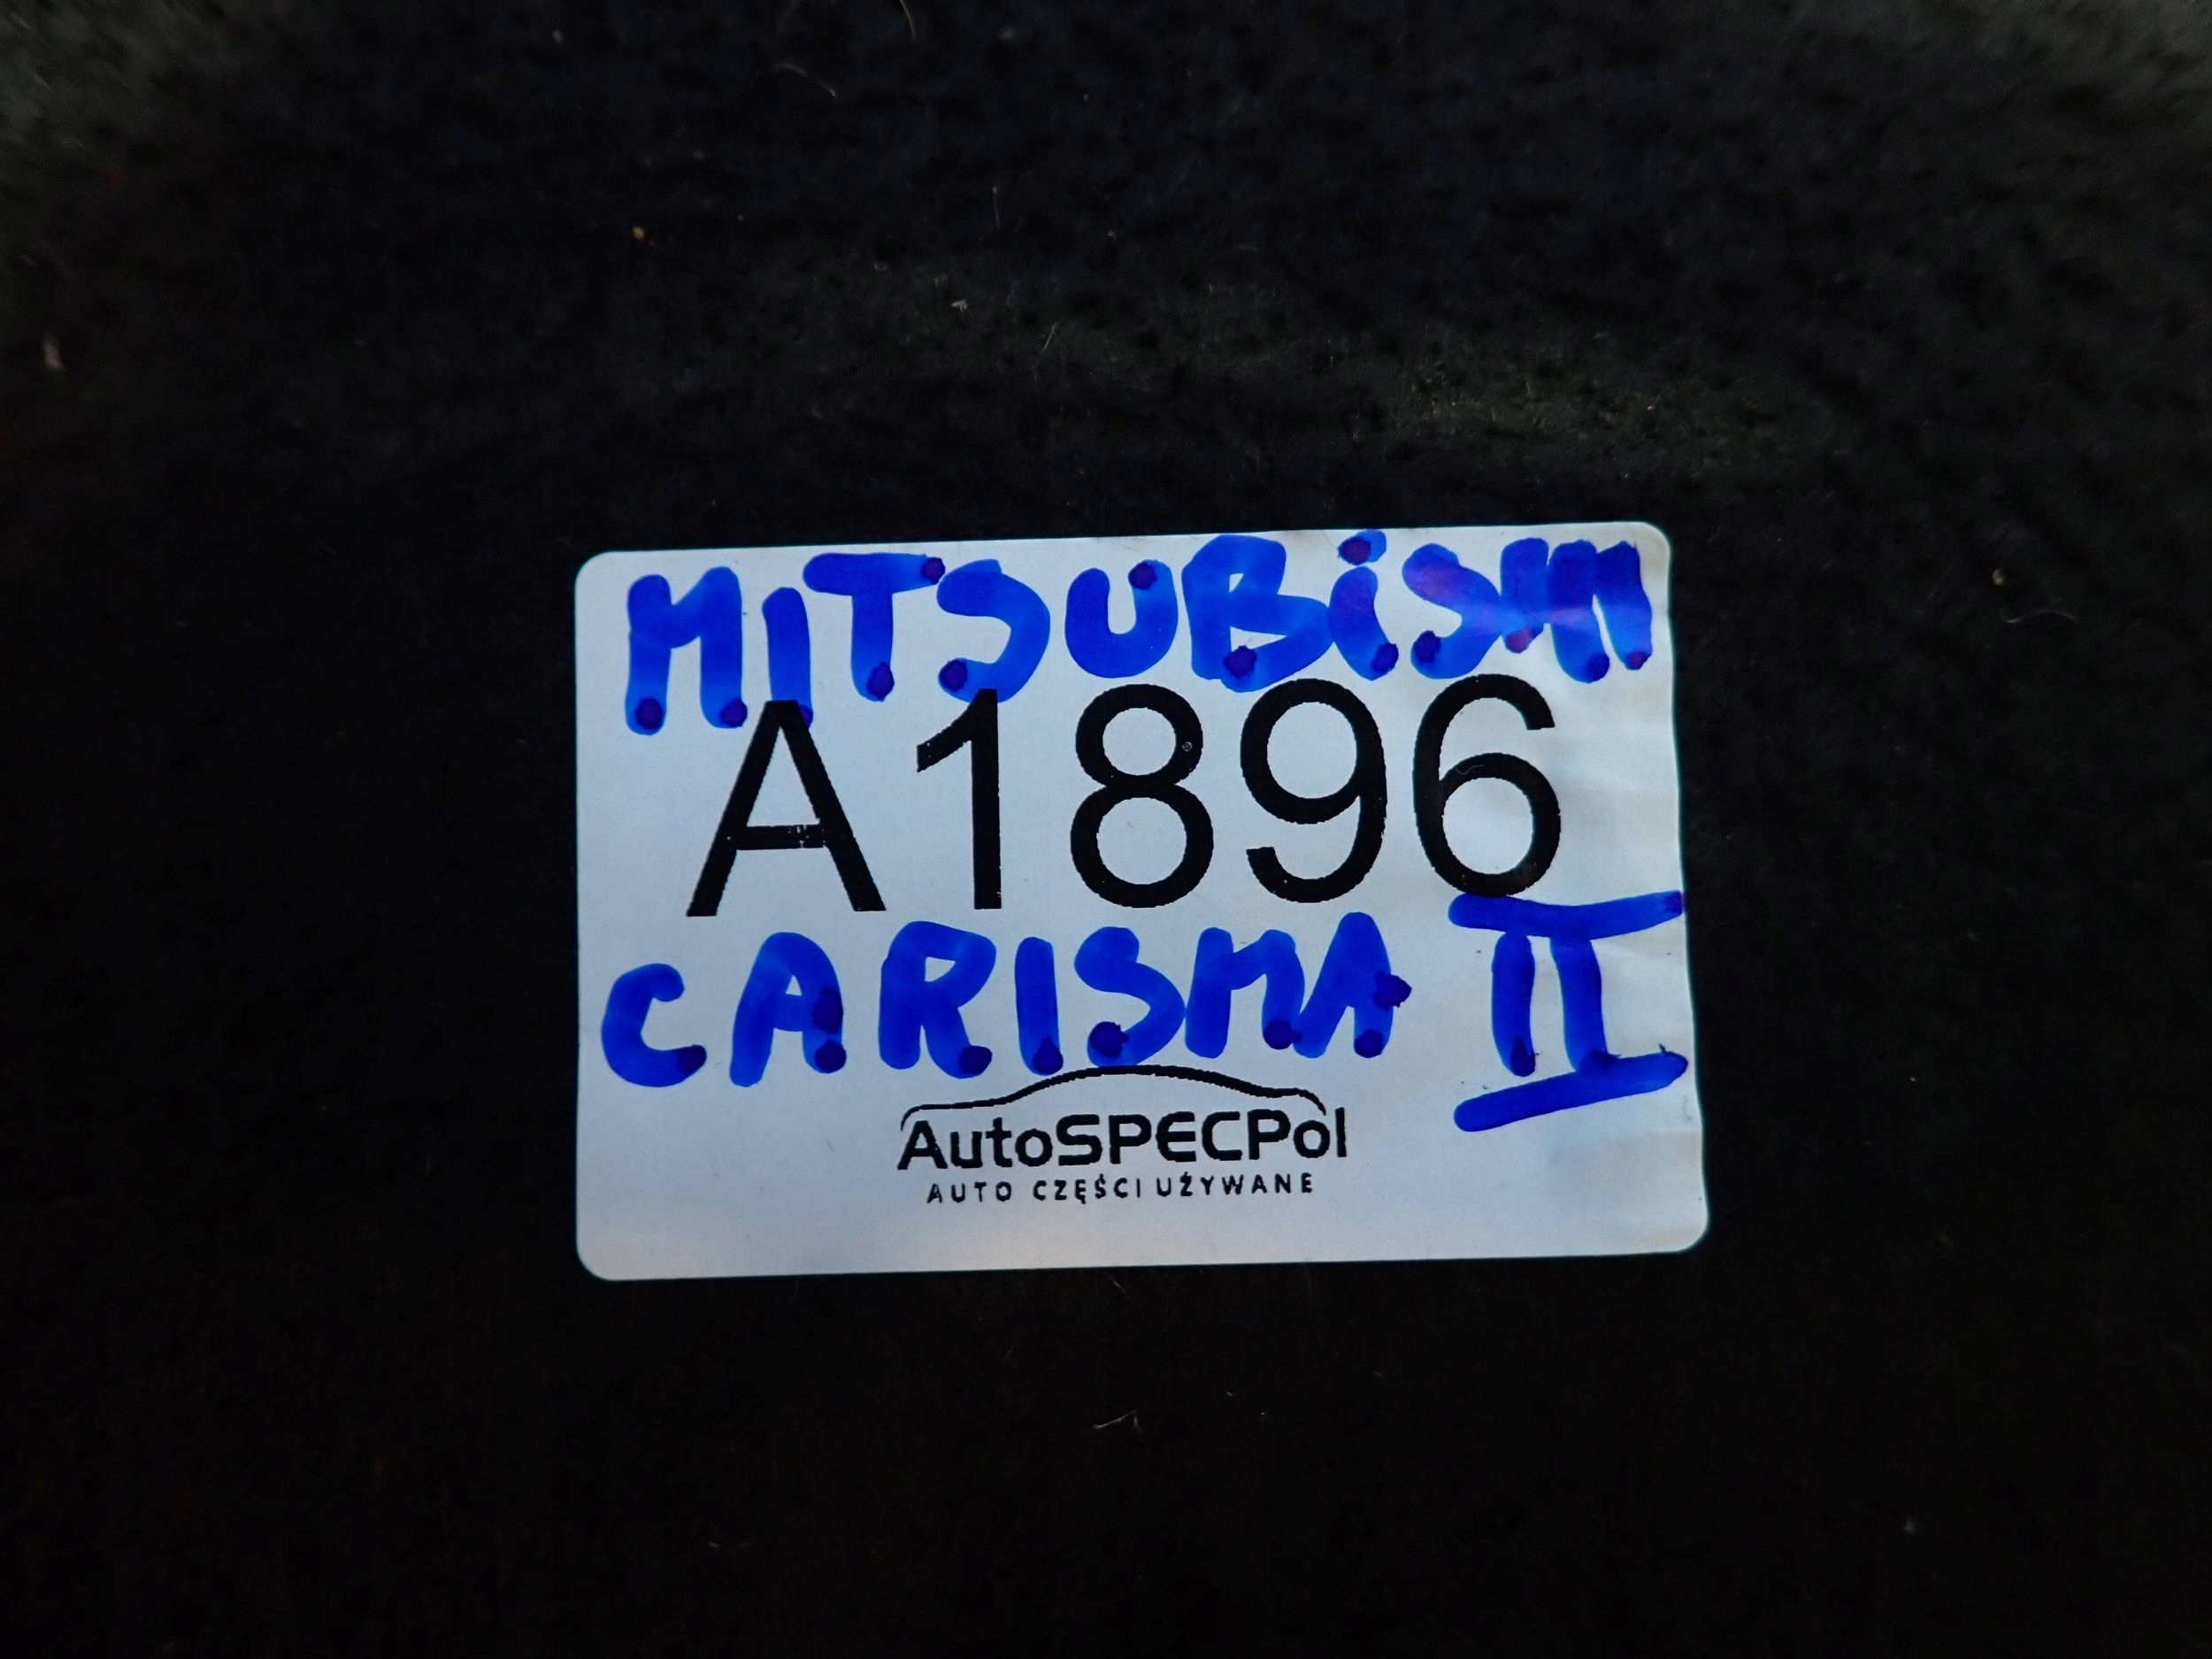 MITSUBiSHI
A1896
CARISMA II
AutoSPECPol
AUTO CZĘŚCI UŻYWANE